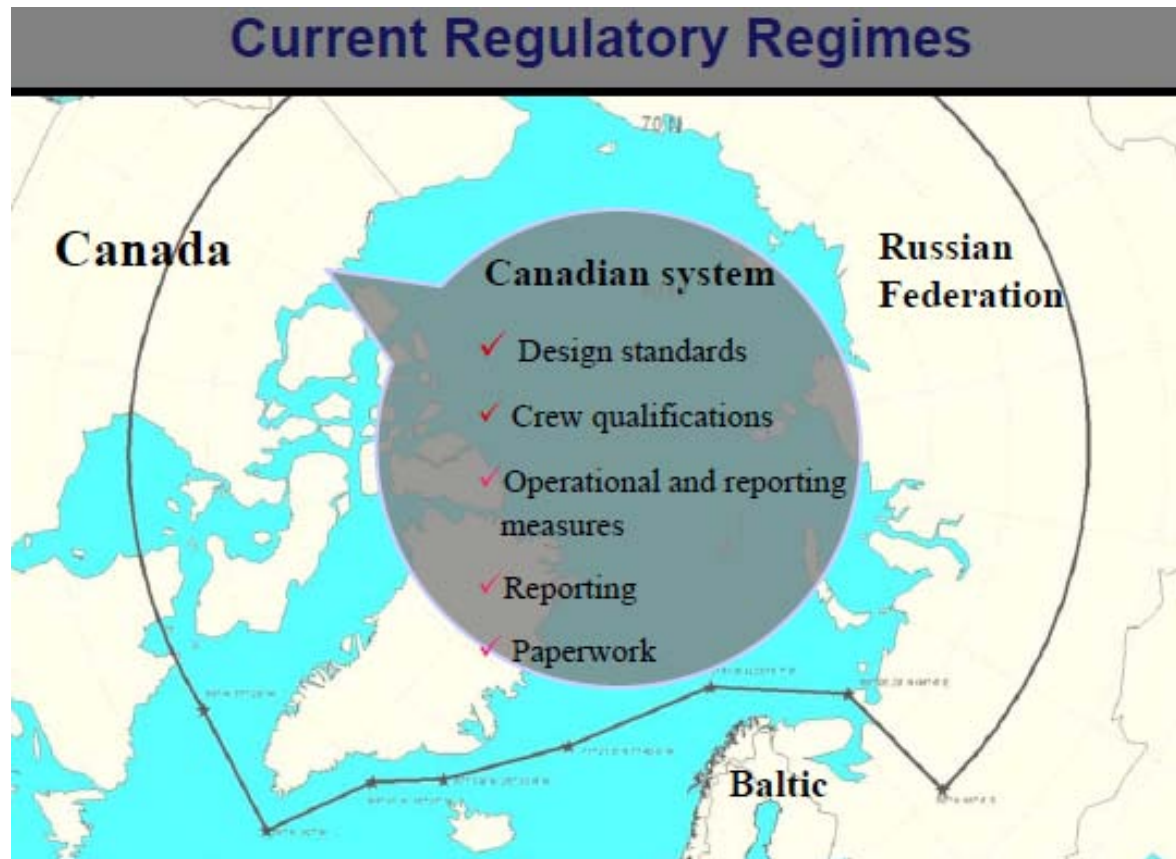 Current Regulatory Regimes
70 N
Canada
Russian
Federation
Canadian system
✓ Design standards
✓ Crew qualifications
✓ Operational and reporting
measures
✓ Reporting
✓ Paperwork
Baltic